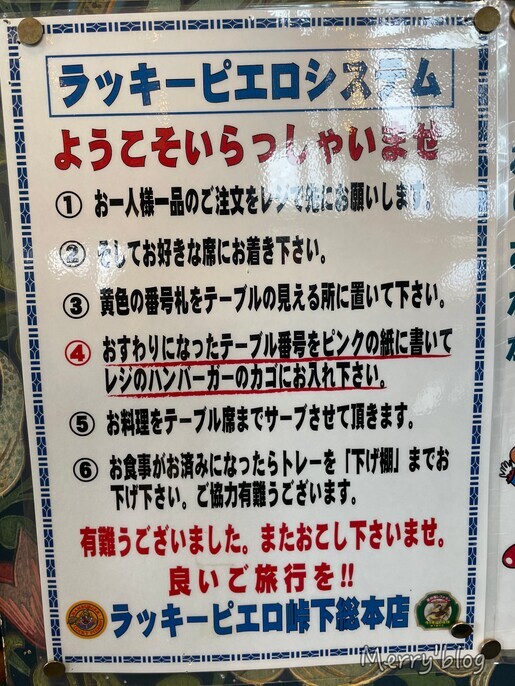 ラッキーピエロシステム
ようこそいらっしゃいませ
① お一人様一品のご注文をレジで先にお願いします。
② そしてお好きな席にお着き下さい。
③ 黄色の番号札をテーブルの見える所に置いて下さい。
④ おすわりになったテーブル番号をピンクの紙に書いて
レジのハンバーガーのカゴにお入れ下さい。
⑤ お料理をテーブル席までサーブさせて頂きます。
⑥ お食事がお済みになったらトレーを「下げ棚」までお
下げ下さい。ご協力有難うございます。
有難うございました。またおこし下さいませ。
良いご旅行を!!
ラッキーピエロ峠下総本店
Merry'blog